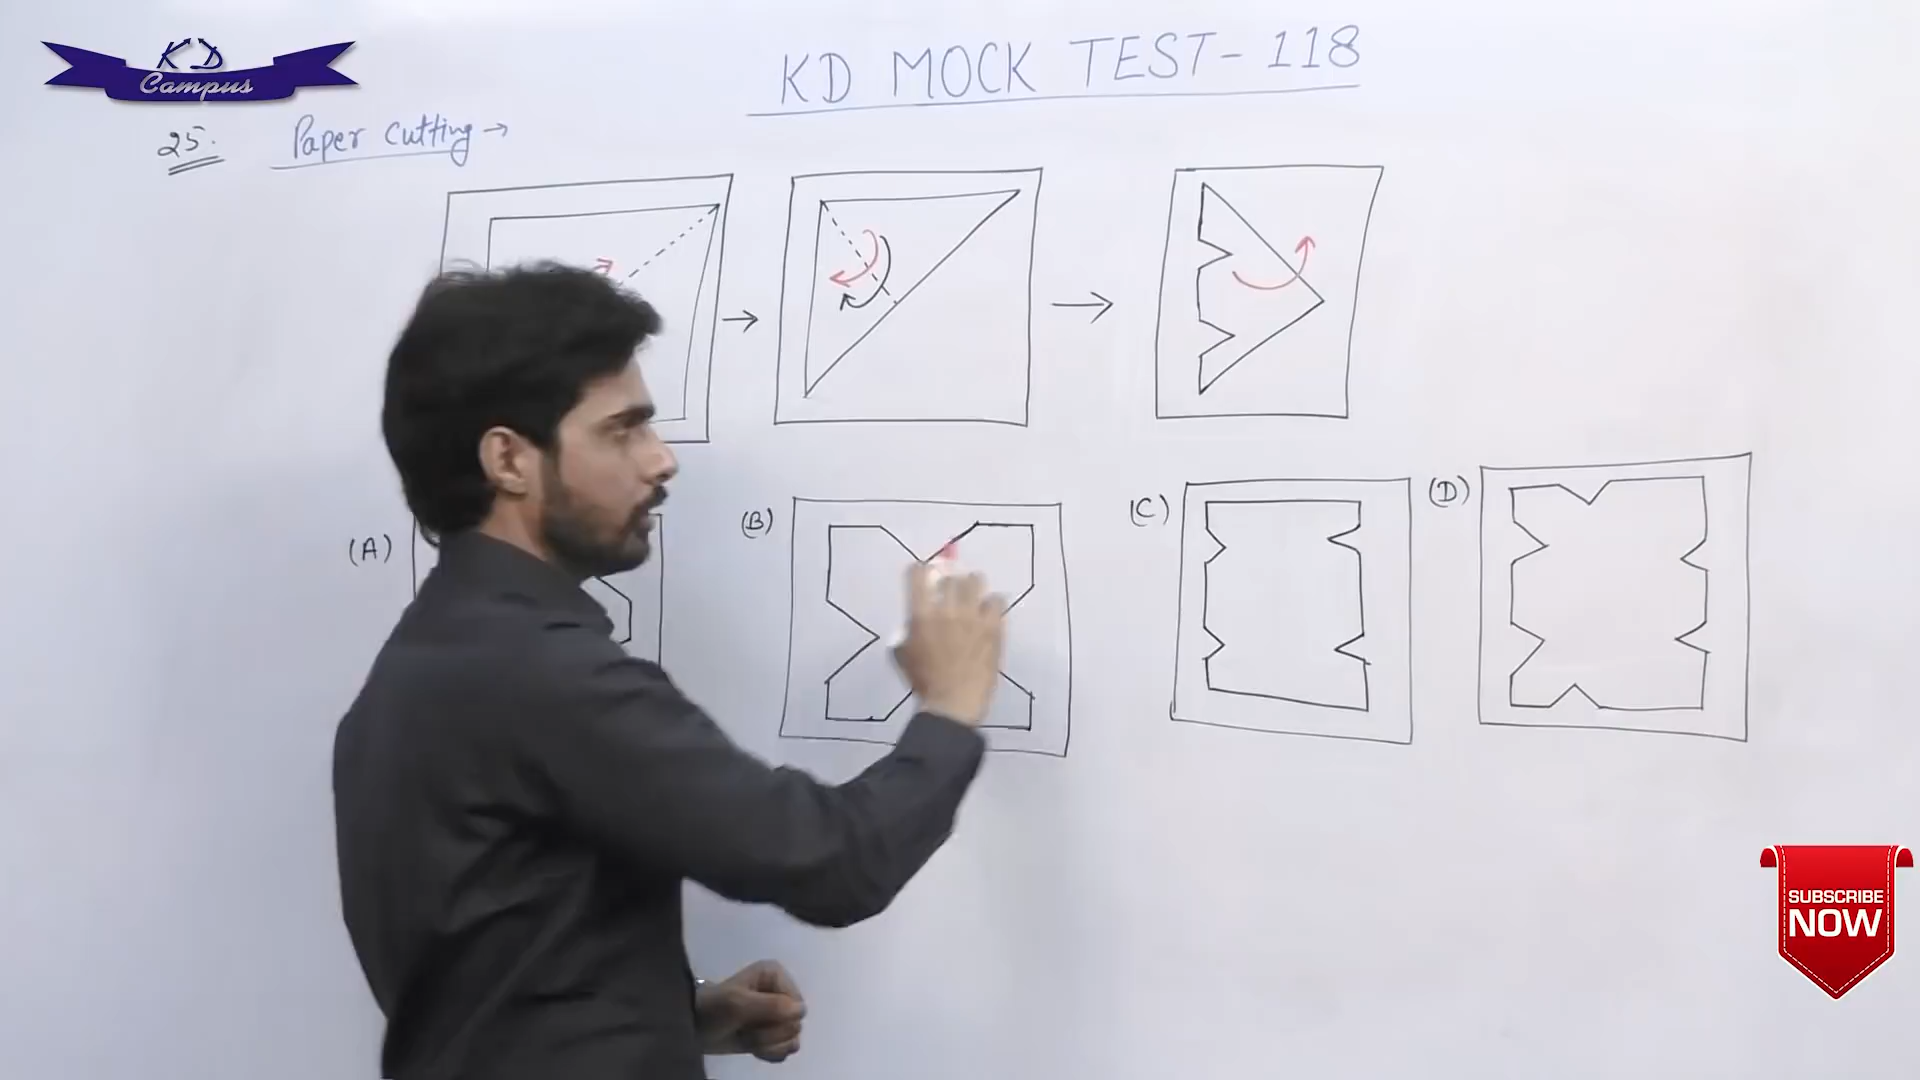 KD
Campus
KD MOCK TEST-118
25. Paper Cutting →
(A)
(B)
(C)
(D)
SUBSCRIBE
NOW